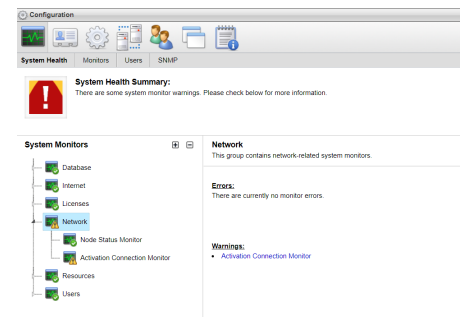 Configuration
System Health Monitors Users SNMP
System Health Summary:
There are some system monitor warnings. Please check below for more information.
System Monitors
Database
Internet
Licenses
Network
Node Status Monitor
Activation Connection Monitor
Resources
Users
Network
This group contains network-related system monitors.
Errors:
There are currently no monitor errors.
Warnings:
• Activation Connection Monitor